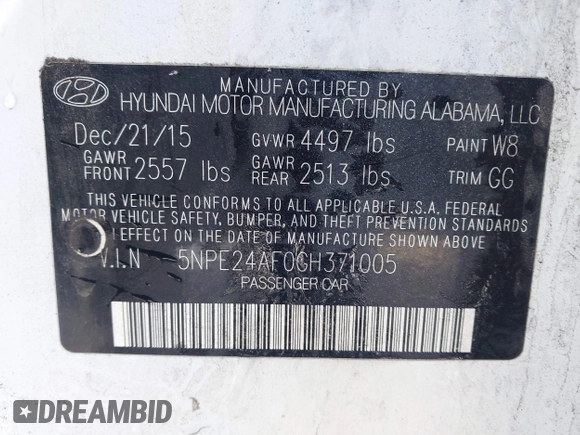 MANUFACTURED BY
HYUNDAI MOTOR MANUFACTURING ALABAMA, LLC
Dec/21/15 GVWR 4497 lbs PAINT W8
GAWR FRONT 2557 lbs GAWR REAR 2513 lbs TRIM GG
THIS VEHICLE CONFORMS TO ALL APPLICABLE U.S.A. FEDERAL
MOTOR VEHICLE SAFETY, BUMPER, AND THEFT PREVENTION STANDARDS
IN EFFECT ON THE DATE OF MANUFACTURE SHOWN ABOVE.
V.I.N 5NPE24AF0GH371005
PASSENGER CAR
DREAMBID